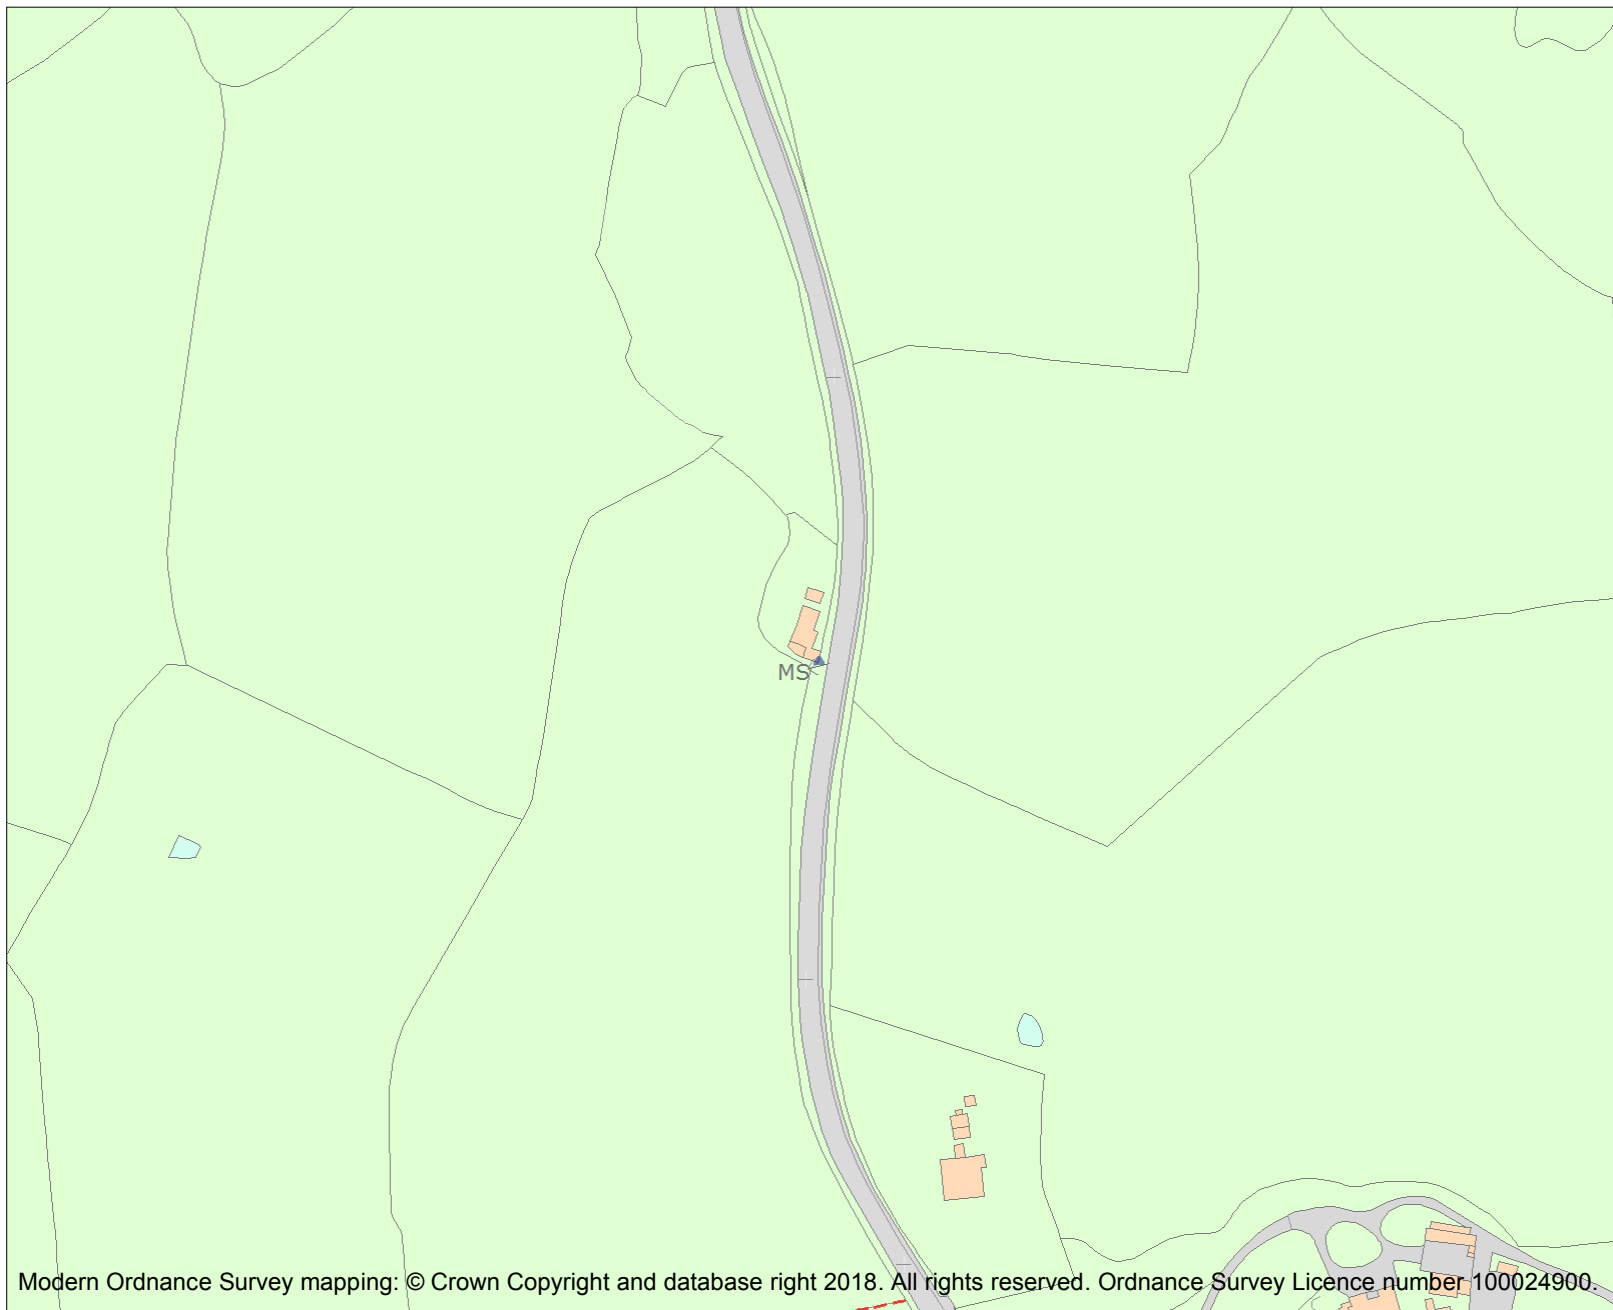 MS
Modern Ordnance Survey mapping: © Crown Copyright and database right 2018. All rights reserved. Ordnance Survey Licence number 100024900.